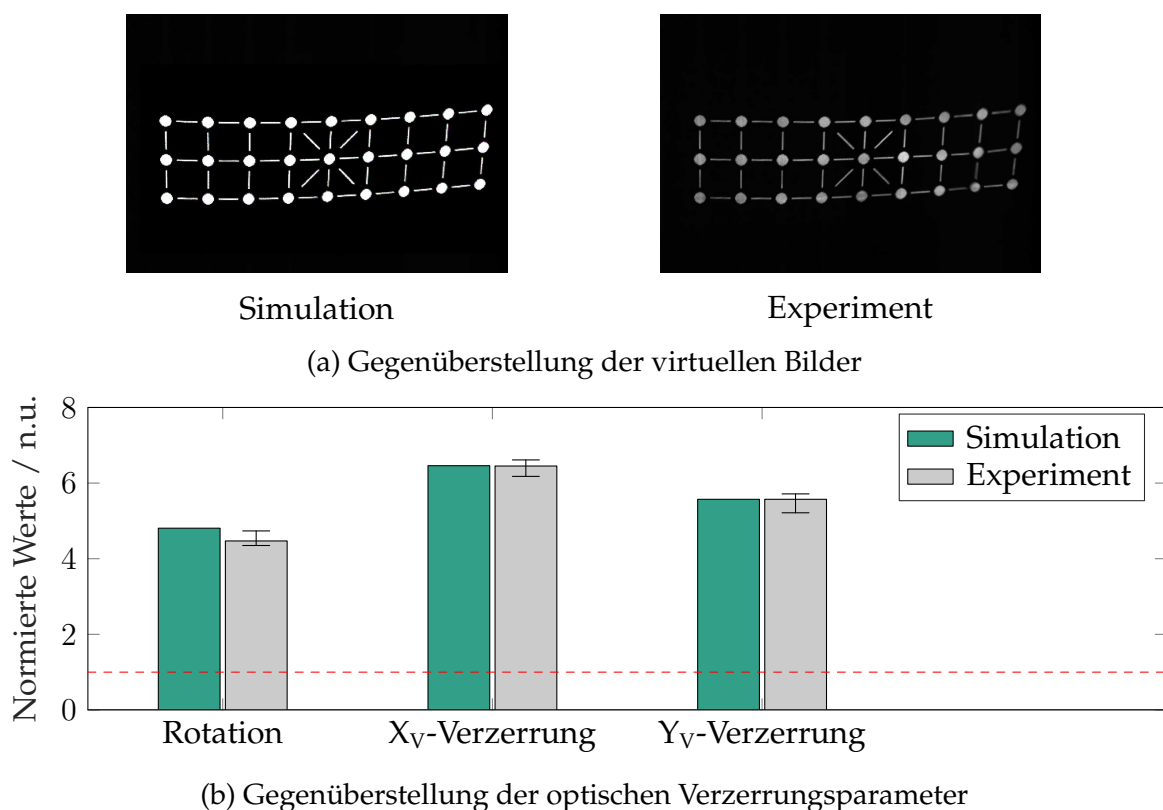 Simulation
Experiment
(a) Gegenüberstellung der virtuellen Bilder
Normierte Werte / n.u.
8
6
4
2
0
Simulation
Experiment
Rotation
X_V-Verzerrung
Y_V-Verzerrung
(b) Gegenüberstellung der optischen Verzerrungsparameter